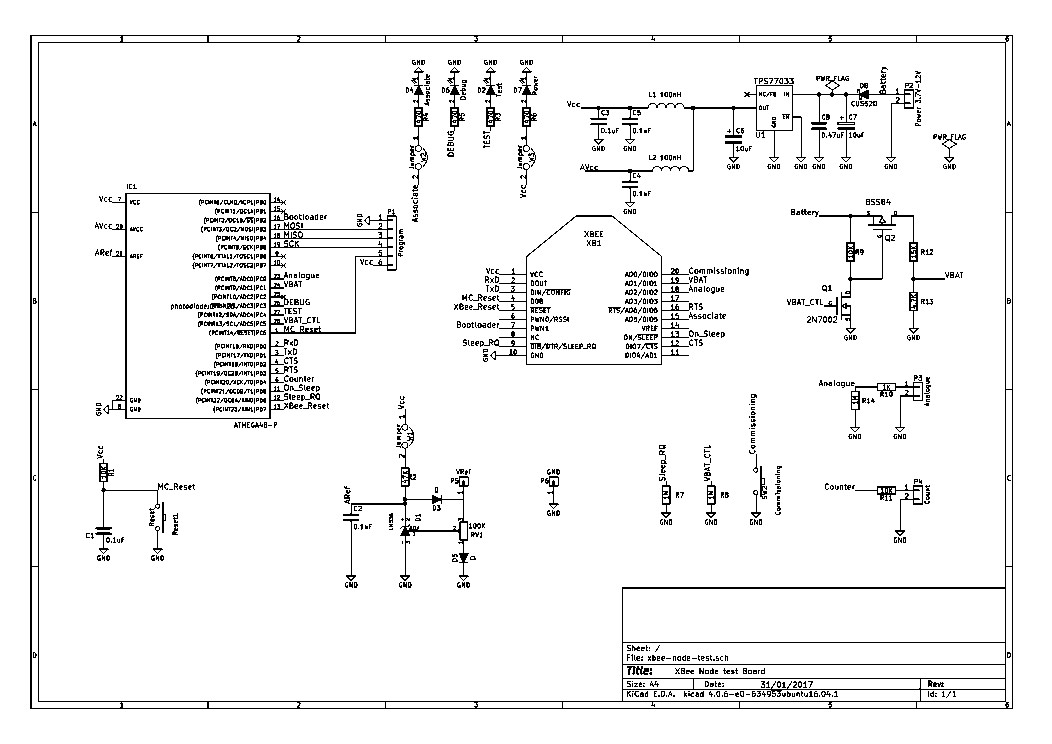 1 2 3 4 5 6
A
B
C
D
GND GND GND GND
D4 Associate
D6 Debug
D2 Test
D7 Power
470 R4
470 R5
470 R3
470 R6
DEBUG
TEST
Jumper
Jumper
Associate
Vcc
Vcc
C3
0.1uF
C5
0.1uF
L1 100nH
L2 100nH
AVcc
C4
0.1uF
GND
C6
10uF
TPS77033
NC/FB IN
OUT
EN
GND
U1
PWR_FLAG
C8
0.47uF
C7
10uF
D8
CUS520
Battery
Power 3.7V-12V
PWR_FLAG
GND
IC1
Vcc 7 VCC
AVcc 20 AVCC
ARef 21 AREF
GND 22 GND
8 GND
(PCINT0/CLKO/ICP1)PB0 14
(PCINT1/OC1A)PB1 15
(PCINT2/OC1B/SS)PB2 16 Bootloader
(PCINT3/OC2/MOSI)PB3 17 MOSI
(PCINT4/MISO)PB4 18 MISO
(PCINT5/SCK)PB5 19 SCK
(PCINT6/XTAL1/TOSC1)PB6 9
(PCINT7/XTAL2/TOSC2)PB7 10
(PCINT8/ADC0)PC0 23 Analogue
(PCINT9/ADC1)PC1 24 VBAT
(PCINT10/ADC2)PC2 25
(PCINT11/ADC3)PC3 26 DEBUG
(PCINT12/SDA/ADC4)PC4 27 TEST
(PCINT13/SCL/ADC5)PC5 28 VBAT_CTL
(PCINT14/RESET)PC6 1 MC_Reset
(PCINT16/RXD)PD0 2 RxD
(PCINT17/TXD)PD1 3 TxD
(PCINT18/INT0)PD2 4 CTS
(PCINT19/OC2B/INT1)PD3 5 RTS
(PCINT20/XCK/T0)PD4 6 Counter
(PCINT21/OC0B/T1)PD5 11 On_Sleep
(PCINT22/OC0A/AIN0)PD6 12 Sleep_RQ
(PCINT23/AIN1)PD7 13 XBee_Reset
ATMEGA48-P
P1
1 GND
2
3
4
5
6 Vcc
Program
XBEE
XB1
Vcc 1 VCC
RxD 2 DOUT
TxD 3 DIN/CONFIG
MC_Reset 4 DO8
XBee_Reset 5 RESET
6 PWM0/RSSI
Bootloader 7 PWM1
8 NC
Sleep_RQ 9 DI8/DTR/SLEEP_RQ
GND 10 GND
AD0/DIO0 20 Commissioning
AD1/DIO1 19 VBAT
AD2/DIO2 18 Analogue
AD3/DIO3 17
RTS/AD6/DIO6 16 RTS
AD5/DIO5 15 Associate
VREF 14
ON/SLEEP 13 On_Sleep
DIO7/CTS 12 CTS
DIO4/AD4 11
Battery
BSS84
Q2
10K R9
R12
VBAT
R13
Q1
VBAT_CTL
2N7002
GND
GND
Analogue
1K
R10
1M R14
P3
Analogue
GND
GND
Counter
10K
R11
P4
Count
GND
Vcc
10K R1
MC_Reset
Reset
Reset1
C1
0.1uF
GND
GND
Vcc
Jumper
R2
ARef
C2
0.1uF
D
D3
VRef
P5
LM336
D1
ADJ
100K
RV1
D5 D
GND
GND
GND
GND
P6
GND
Sleep_RQ
1M R7
GND
VBAT_CTL
1M R8
GND
Commissioning
SW2
Commissioning
GND
Sheet: /
File: xbee-node-test.sch
Title: XBee Node test Board
Size: A4 Date: 31/01/2017 Rev:
KiCad E.D.A. kicad 4.0.6-e0-6349~53~ubuntu16.04.1 Id: 1/1